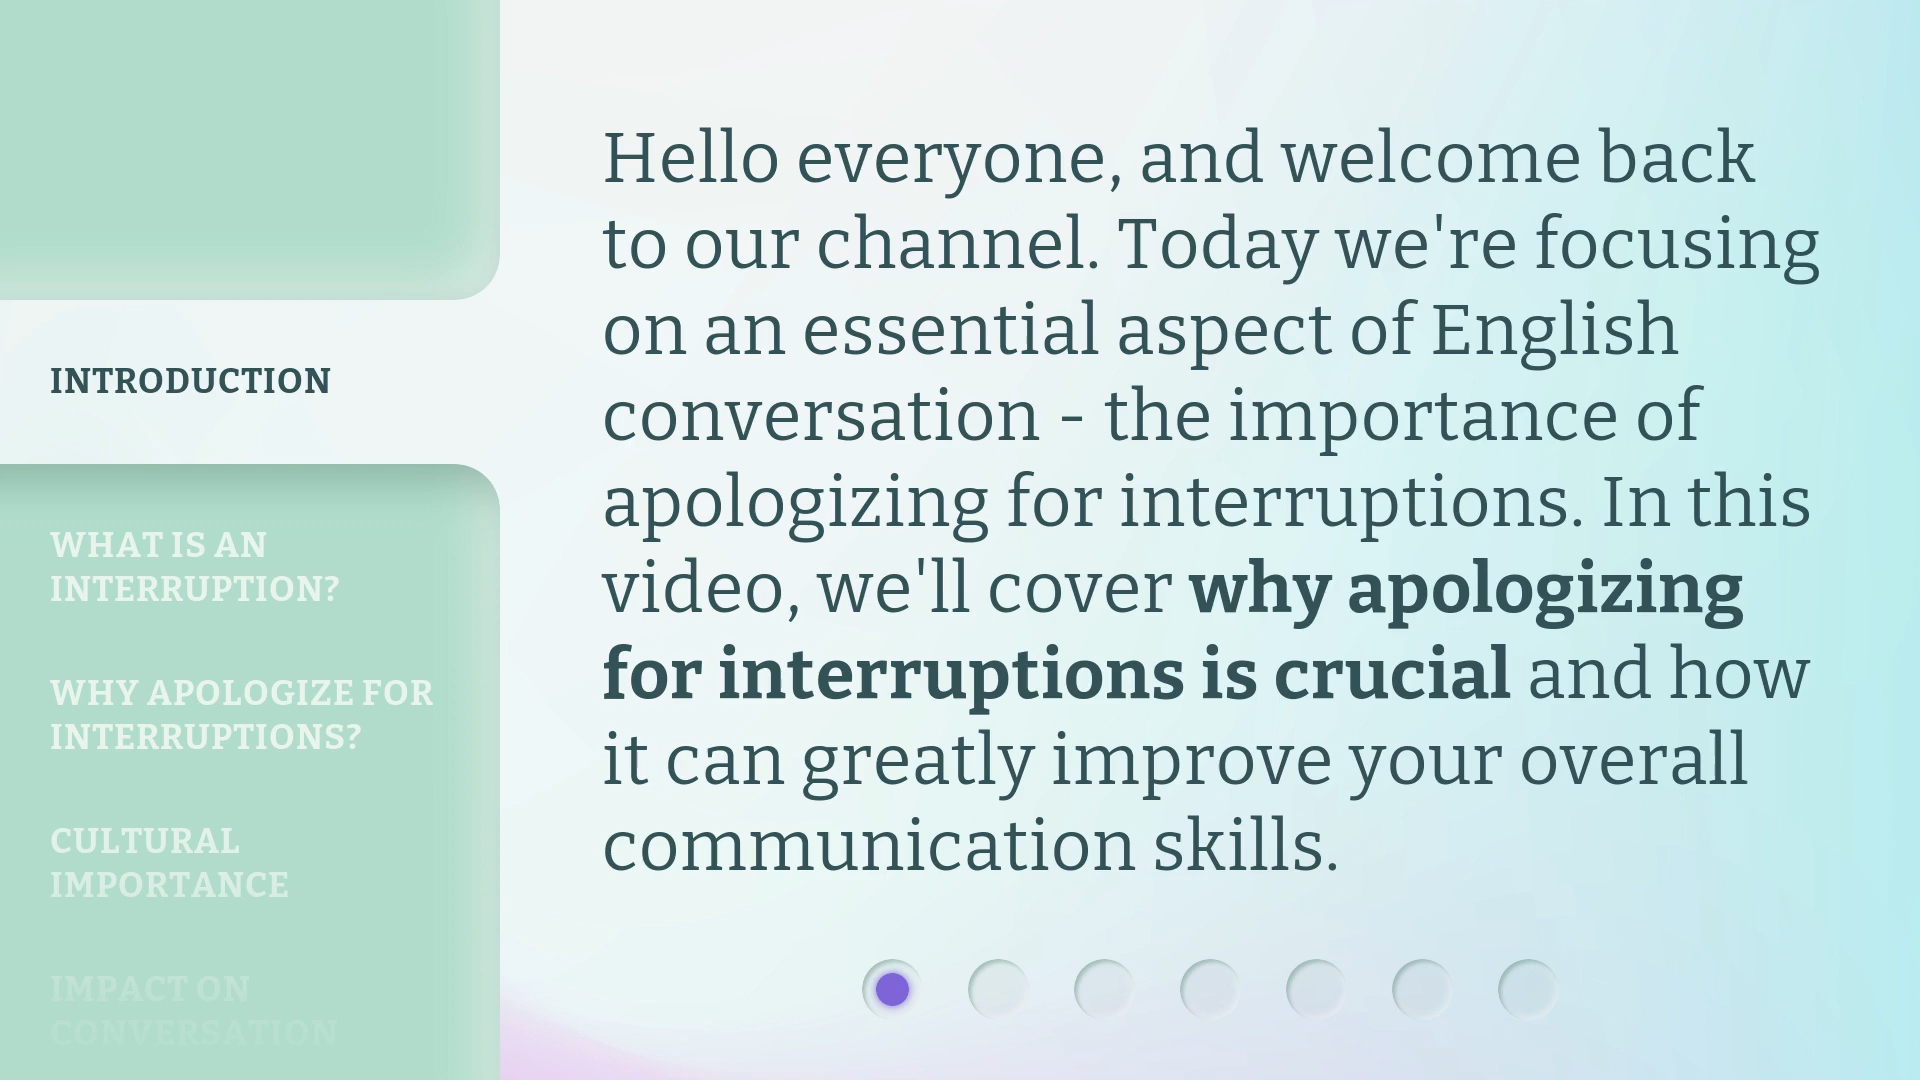 INTRODUCTION
WHAT IS AN
INTERRUPTION?
WHY APOLOGIZE FOR
INTERRUPTIONS?
CULTURAL
IMPORTANCE
IMPACT ON
CONVERSATION
Hello everyone, and welcome back
to our channel. Today we're focusing
on an essential aspect of English
conversation - the importance of
apologizing for interruptions. In this
video, we'll cover why apologizing
for interruptions is crucial and how
it can greatly improve your overall
communication skills.